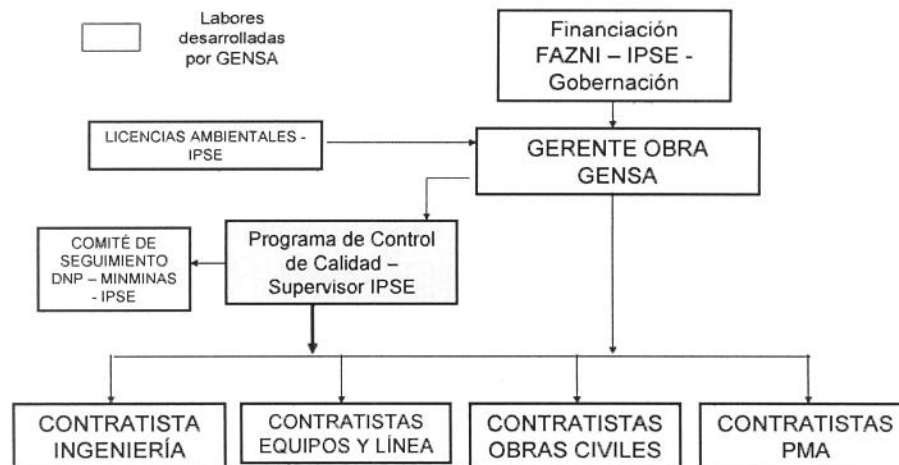 Labores
desarrolladas
por GENSA
Financiación
FAZNI – IPSE -
Gobernación
LICENCIAS AMBIENTALES -
IPSE
GERENTE OBRA
GENSA
COMITÉ DE
SEGUIMIENTO
DNP – MINMINAS
- IPSE
Programa de Control
de Calidad –
Supervisor IPSE
CONTRATISTA
INGENIERÍA
CONTRATISTAS
EQUIPOS Y LÍNEA
CONTRATISTAS
OBRAS CIVILES
CONTRATISTAS
PMA